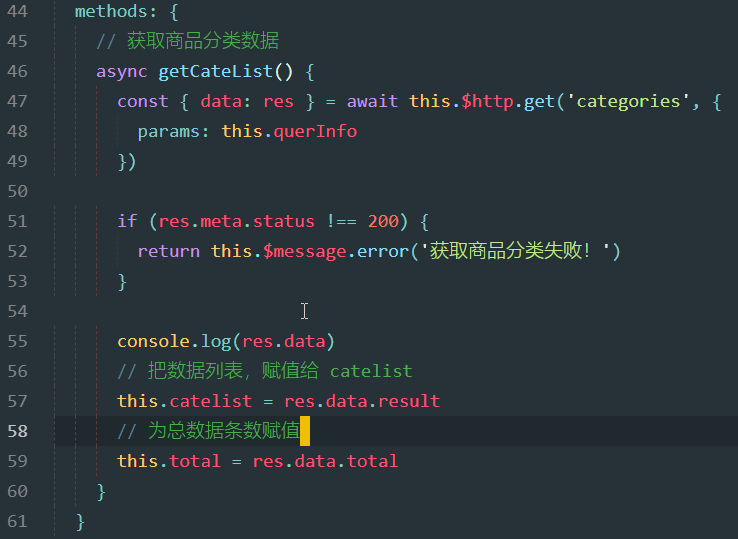 44 methods: {
45 // 获取商品分类数据
46 async getCateList() {
47 const { data: res } = await this.$http.get('categories', {
48 params: this.querInfo
49 })
50
51 if (res.meta.status !== 200) {
52 return this.$message.error('获取商品分类失败！')
53 }
54
55 console.log(res.data)
56 // 把数据列表，赋值给 catelist
57 this.catelist = res.data.result
58 // 为总数据条数赋值
59 this.total = res.data.total
60 }
61 }